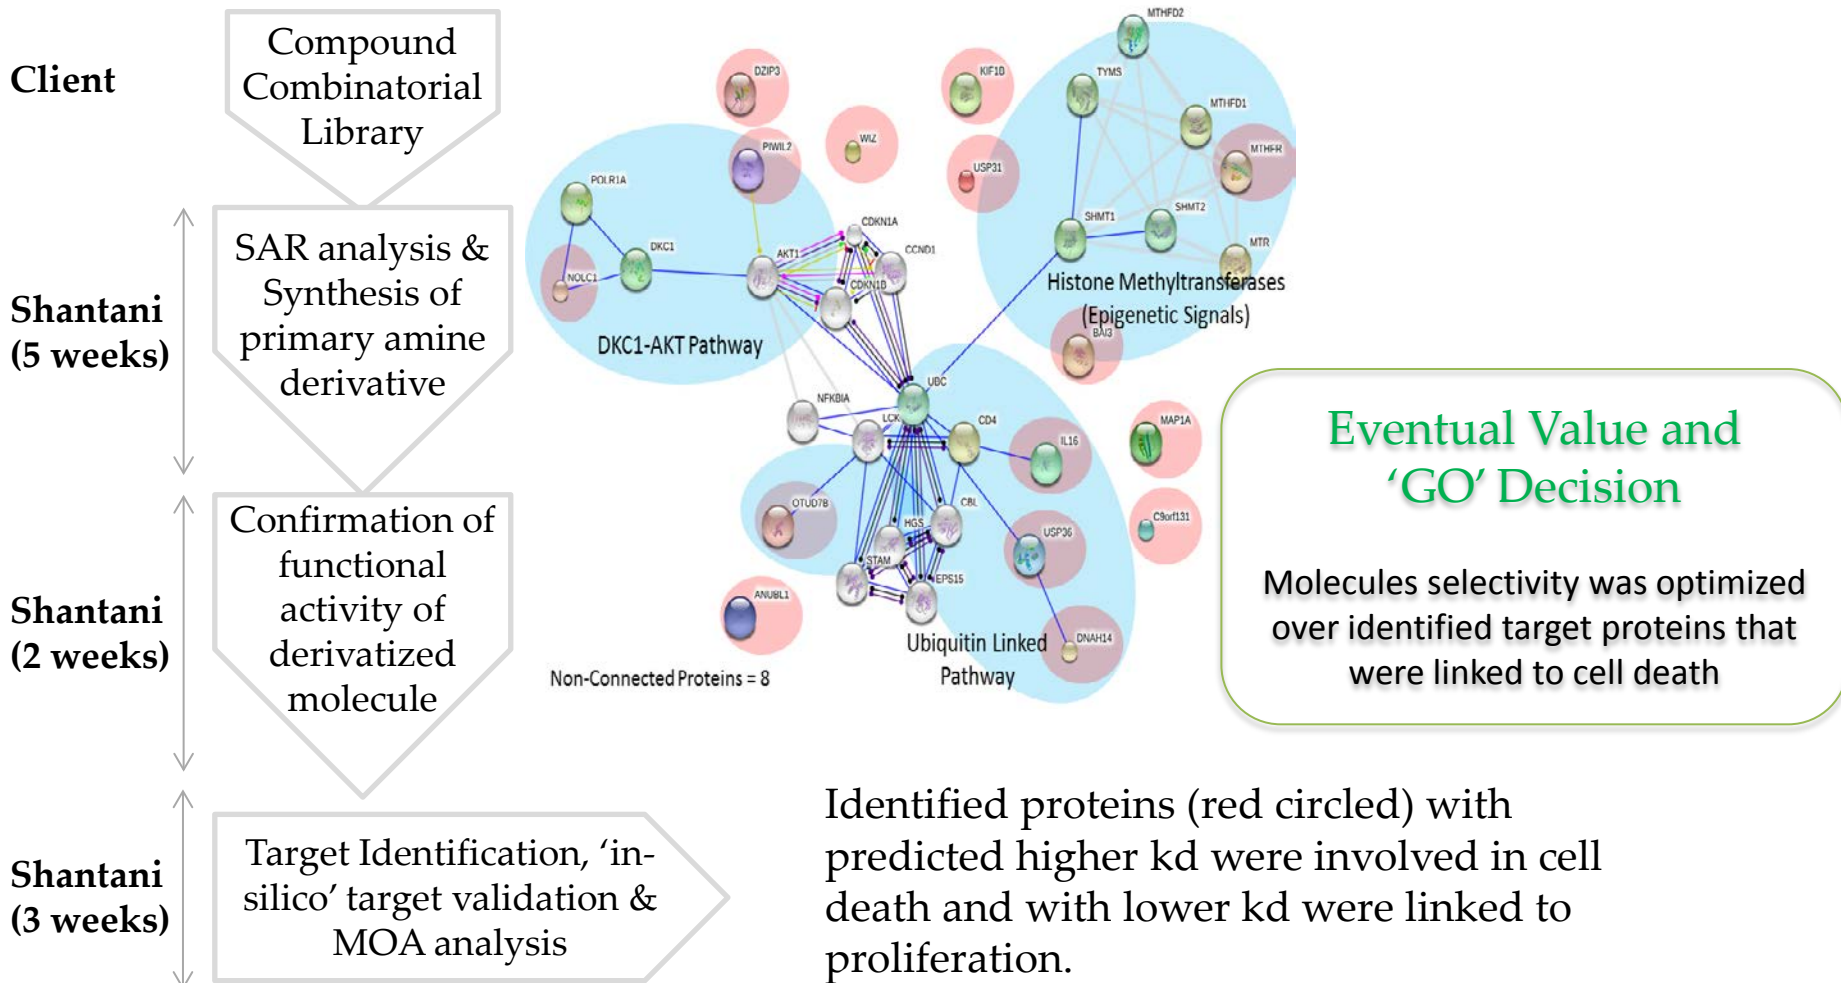 Client
Compound
Combinatorial
Library
Shantani
(5 weeks)
SAR analysis &
Synthesis of
primary amine
derivative
Shantani
(2 weeks)
Confirmation of
functional
activity of
derivatized
molecule
Shantani
(3 weeks)
Target Identification, ‘in-
silico’ target validation &
MOA analysis
MTHFD2
DZIP3
KIF1B
TYMS
MTHFD1
WIZ
PIWIL2
MTHFR
USP31
POLR1A
SHMT1
SHMT2
CDKN1A
CCND1
MTR
DKC1
AKT1
NOLC1
CDKN1B
Histone Methyltransferases
(Epigenetic Signals)
DKC1-AKT Pathway
BAI3
UBC
NFKBIA
LCK
CD4
IL16
MAP1A
OTUD7B
CBL
HGS
USP36
C9orf131
STAM
EPS15
ANUBL1
DNAH14
Ubiquitin Linked
Pathway
Non-Connected Proteins = 8
Eventual Value and
‘GO’ Decision
Molecules selectivity was optimized
over identified target proteins that
were linked to cell death
Identified proteins (red circled) with
predicted higher kd were involved in cell
death and with lower kd were linked to
proliferation.